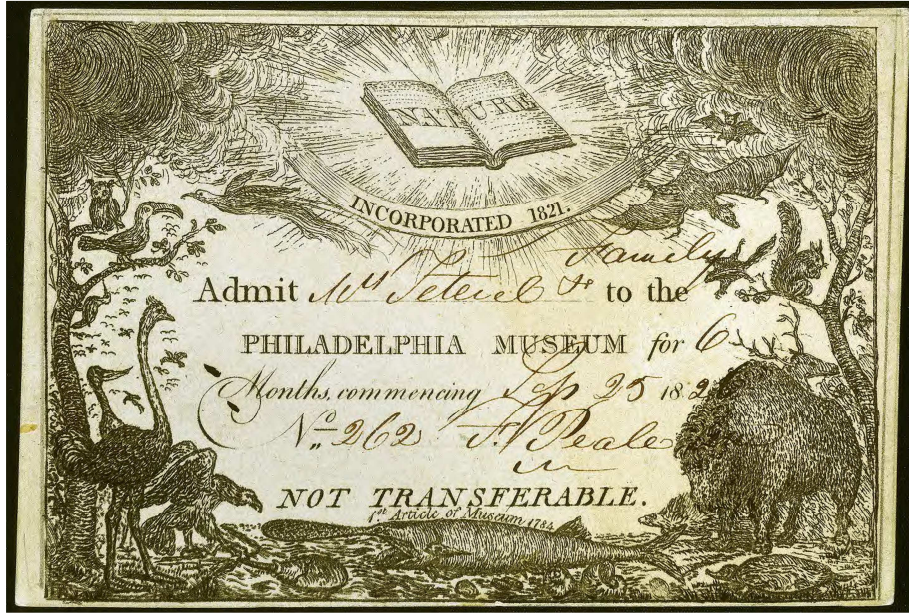 NATURE
INCORPORATED 1821.
Family
Admit to the
PHILADELPHIA MUSEUM for 6
Months, commencing Sep 25 182
No. 262 Peale
NOT TRANSFERABLE.
1st. Article of Museum 1784